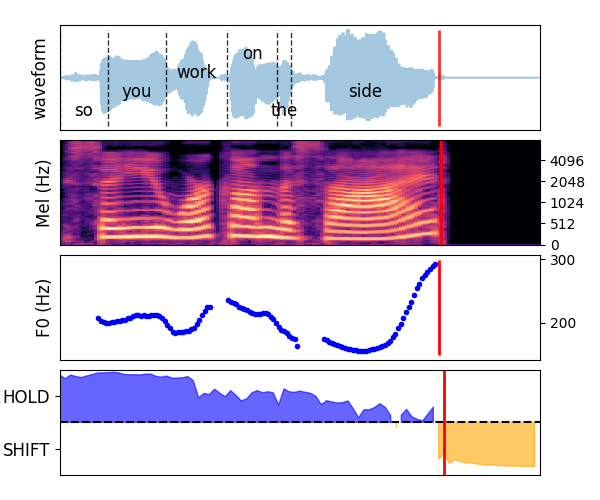 waveform
so
you
work
on
the
side
Mel (Hz)
4096
2048
1024
512
0
F0 (Hz)
300
200
HOLD
SHIFT